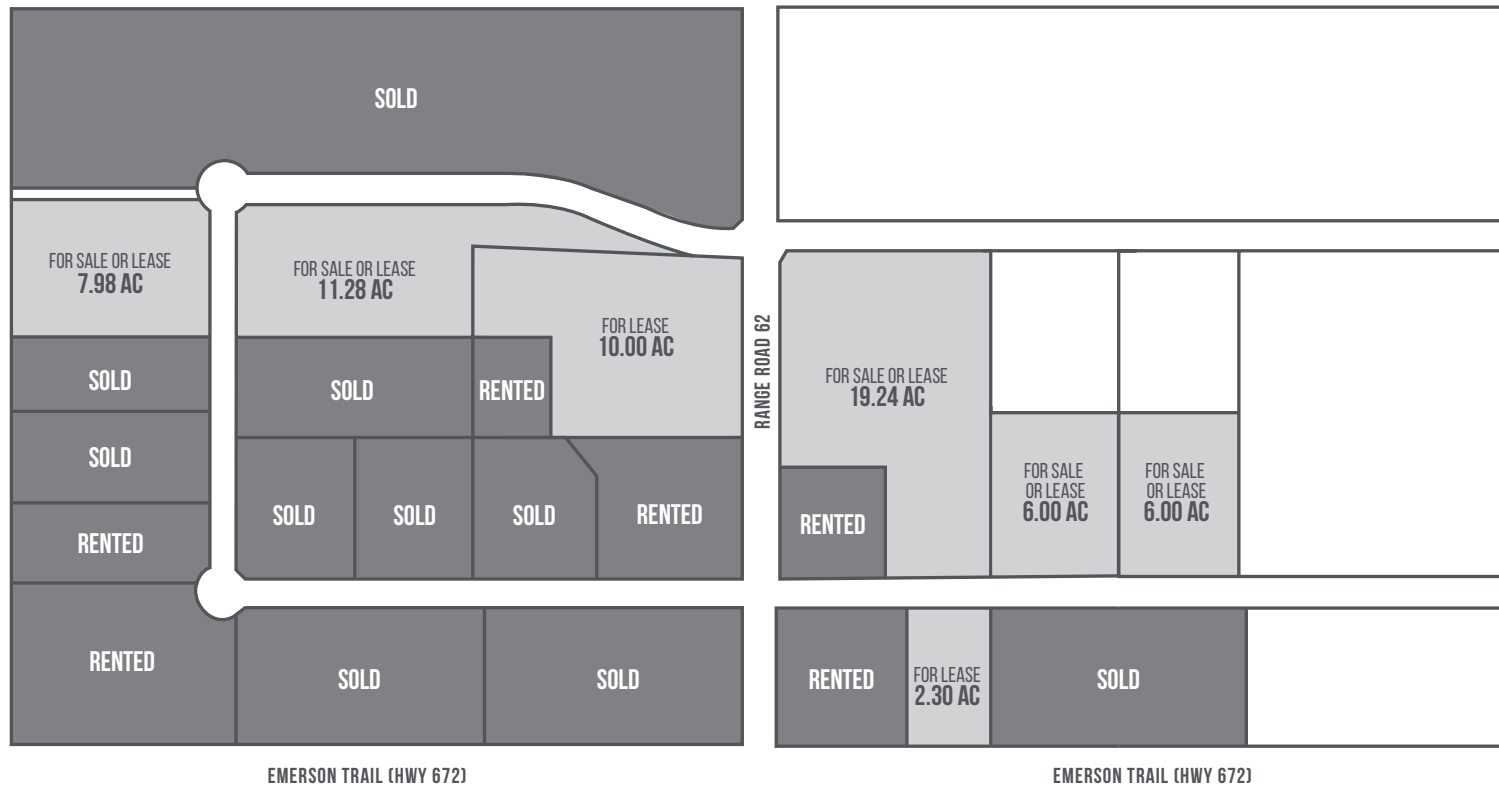 SOLD
FOR SALE OR LEASE
7.98 AC
FOR SALE OR LEASE
11.28 AC
FOR LEASE
10.00 AC
SOLD
SOLD
RENTED
SOLD
RENTED
SOLD
SOLD
SOLD
RENTED
RENTED
SOLD
SOLD
RANGE ROAD 62
FOR SALE OR LEASE
19.24 AC
FOR SALE
OR LEASE
6.00 AC
FOR SALE
OR LEASE
6.00 AC
RENTED
RENTED
FOR LEASE
2.30 AC
SOLD
EMERSON TRAIL (HWY 672)
EMERSON TRAIL (HWY 672)